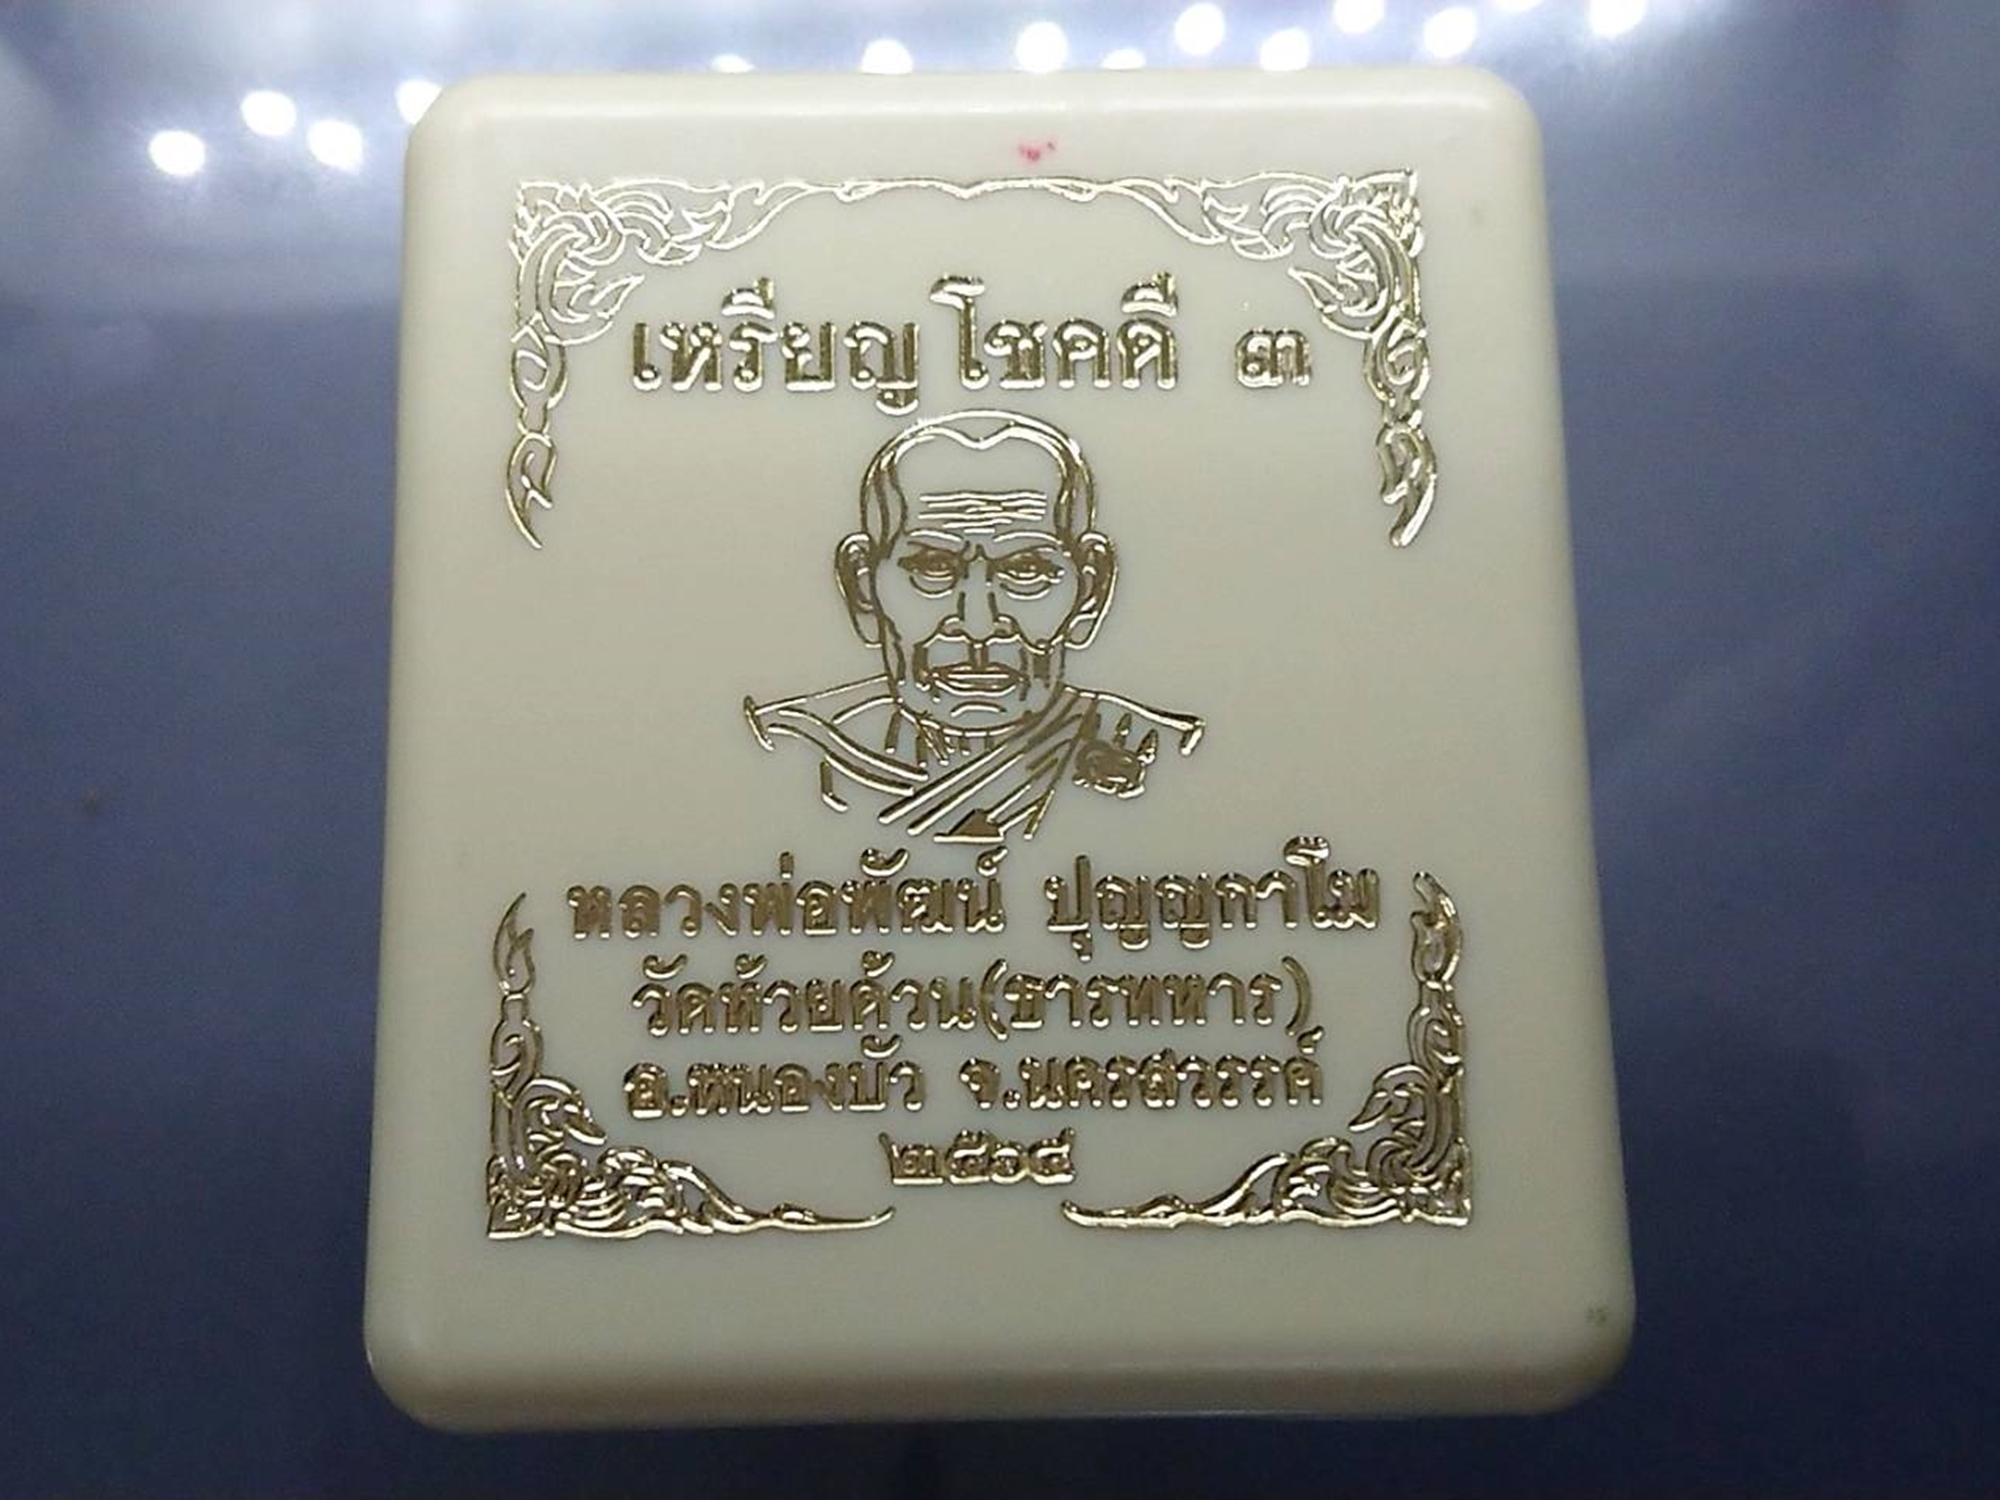 เหรียญ โชคดี ๓
หลวงพ่อพัฒน์ ปุญฺญกาโม
วัดห้วยด้วน(ธารทหาร)
อ.หนองบัว จ.นครสวรรค์
๒๕๖๔